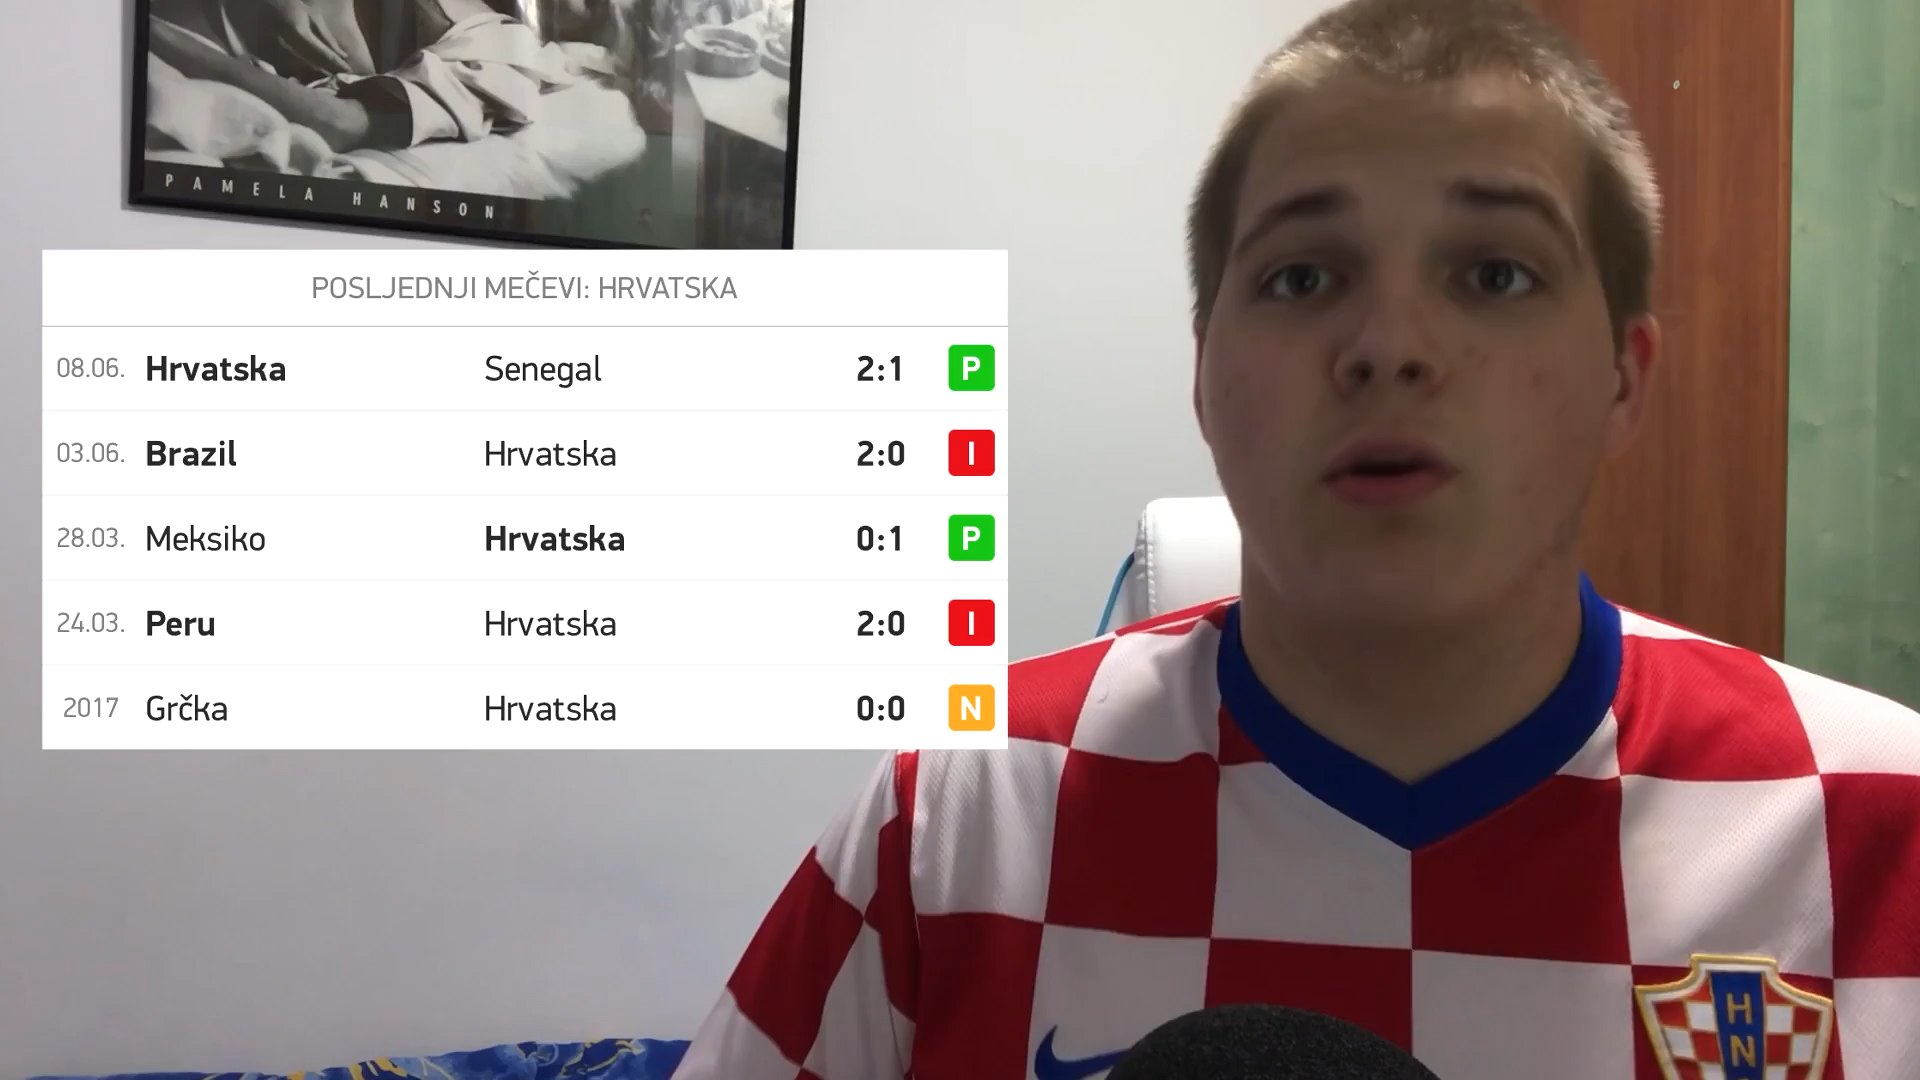 PAMELA HANSON
POSLJEDNJI MEČEVI: HRVATSKA
08.06. Hrvatska Senegal 2:1 P
03.06. Brazil Hrvatska 2:0 I
28.03. Meksiko Hrvatska 0:1 P
24.03. Peru Hrvatska 2:0 I
2017 Grčka Hrvatska 0:0 N
H
N